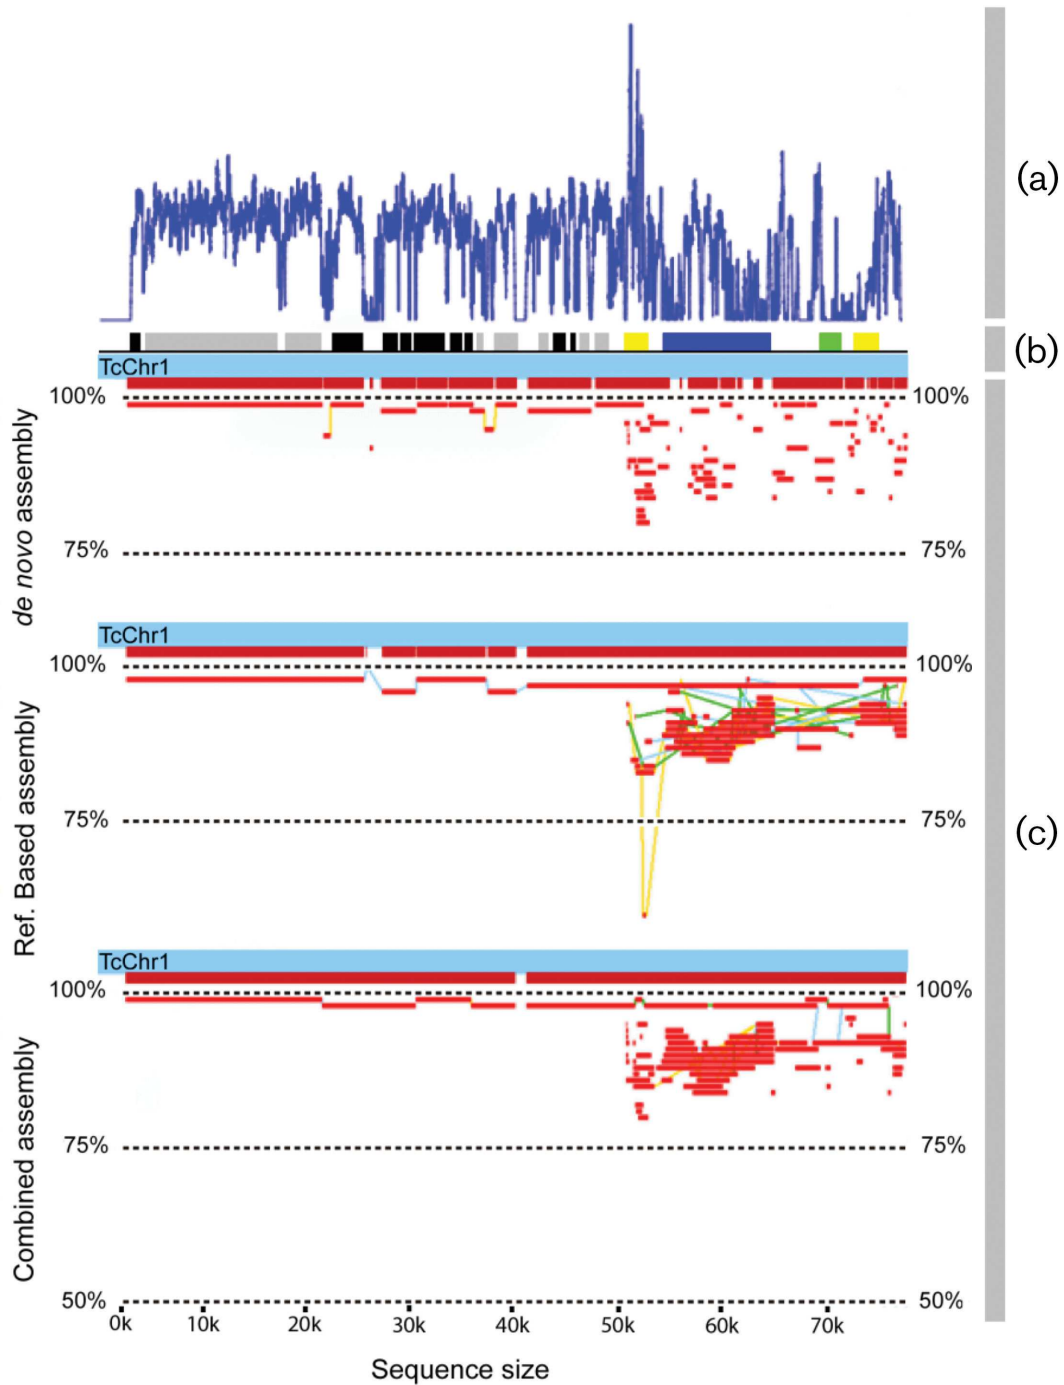 (a)
(b)
TcChr1
100% 100%
de novo assembly
75% 75%
TcChr1
100% 100%
Ref. Based assembly
75% 75%
(c)
TcChr1
100% 100%
Combined assembly
75% 75%
50% 50%
0k 10k 20k 30k 40k 50k 60k 70k
Sequence size